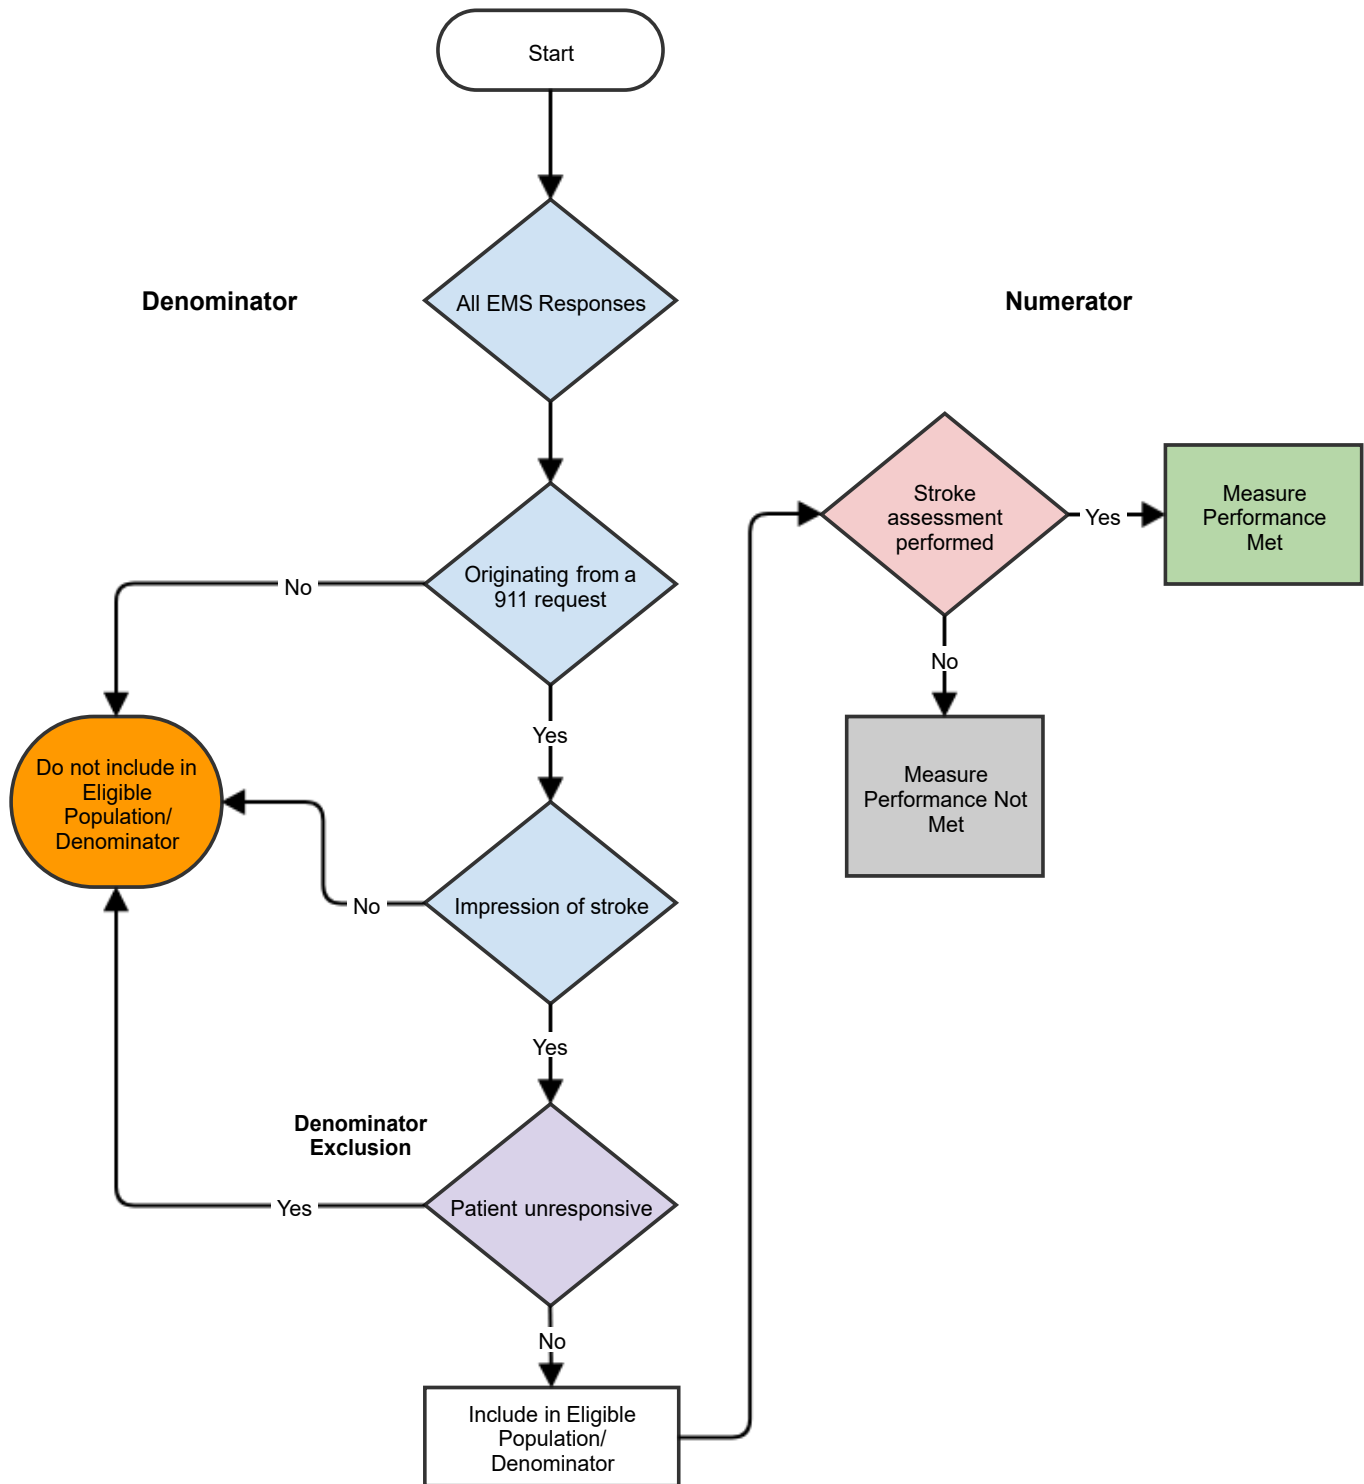 Start
All EMS Responses
Denominator
Numerator
Stroke
assessment
performed
Yes
Measure
Performance
Met
Originating from a
911 request
No
No
Yes
Do not include in
Eligible
Population/
Denominator
Measure
Performance Not
Met
Impression of stroke
No
Yes
Denominator
Exclusion
Patient unresponsive
Yes
No
Include in Eligible
Population/
Denominator